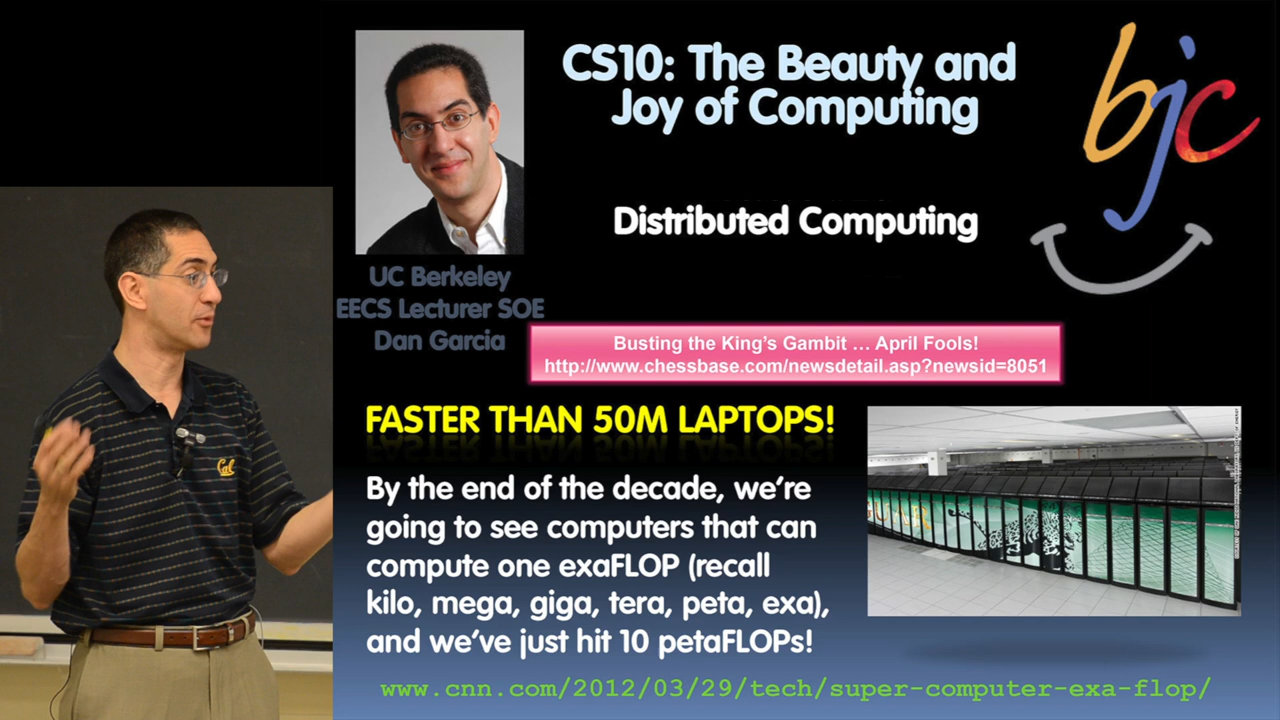 CS10: The Beauty and
Joy of Computing
bjc
Distributed Computing
UC Berkeley
EECS Lecturer SOE
Dan Garcia
Busting the King's Gambit … April Fools!
http://www.chessbase.com/newsdetail.asp?newsid=8051
FASTER THAN 50M LAPTOPS!
By the end of the decade, we're
going to see computers that can
compute one exaFLOP (recall
kilo, mega, giga, tera, peta, exa),
and we've just hit 10 petaFLOPs!
www.cnn.com/2012/03/29/tech/super-computer-exa-flop/
Cal